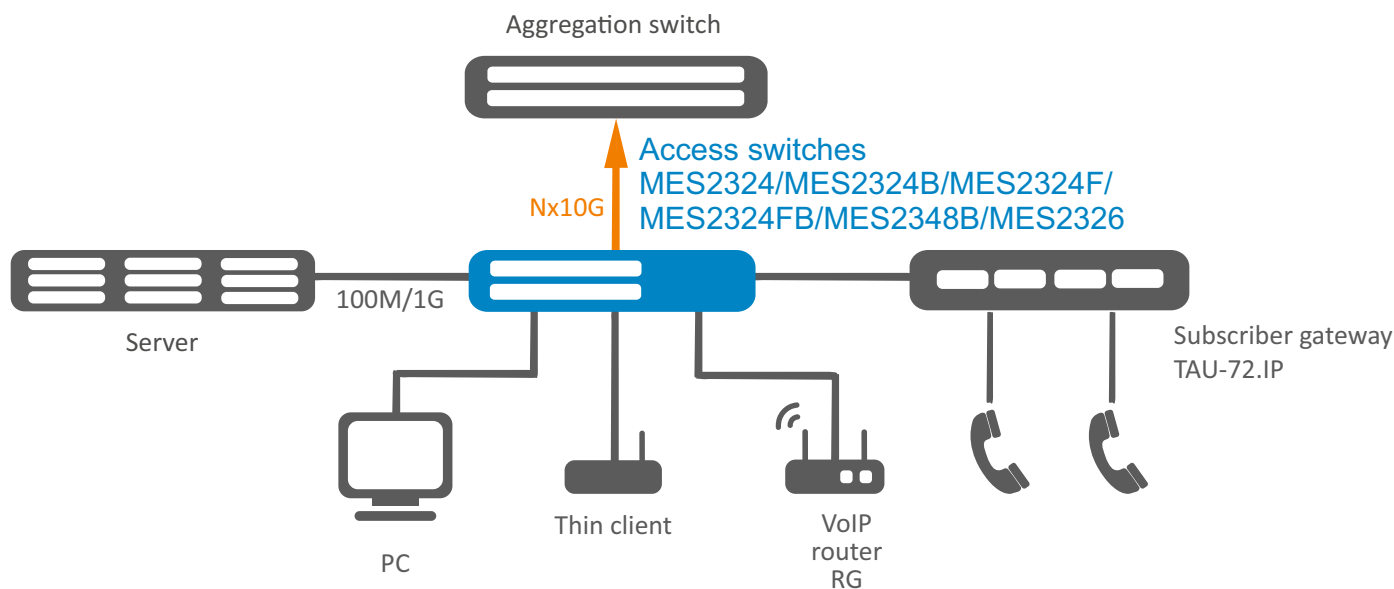 Aggregation switch
Access switches
MES2324/MES2324B/MES2324F/
MES2324FB/MES2348B/MES2326
Nx10G
100M/1G
Server
Subscriber gateway
TAU-72.IP
PC
Thin client
VoIP
router
RG